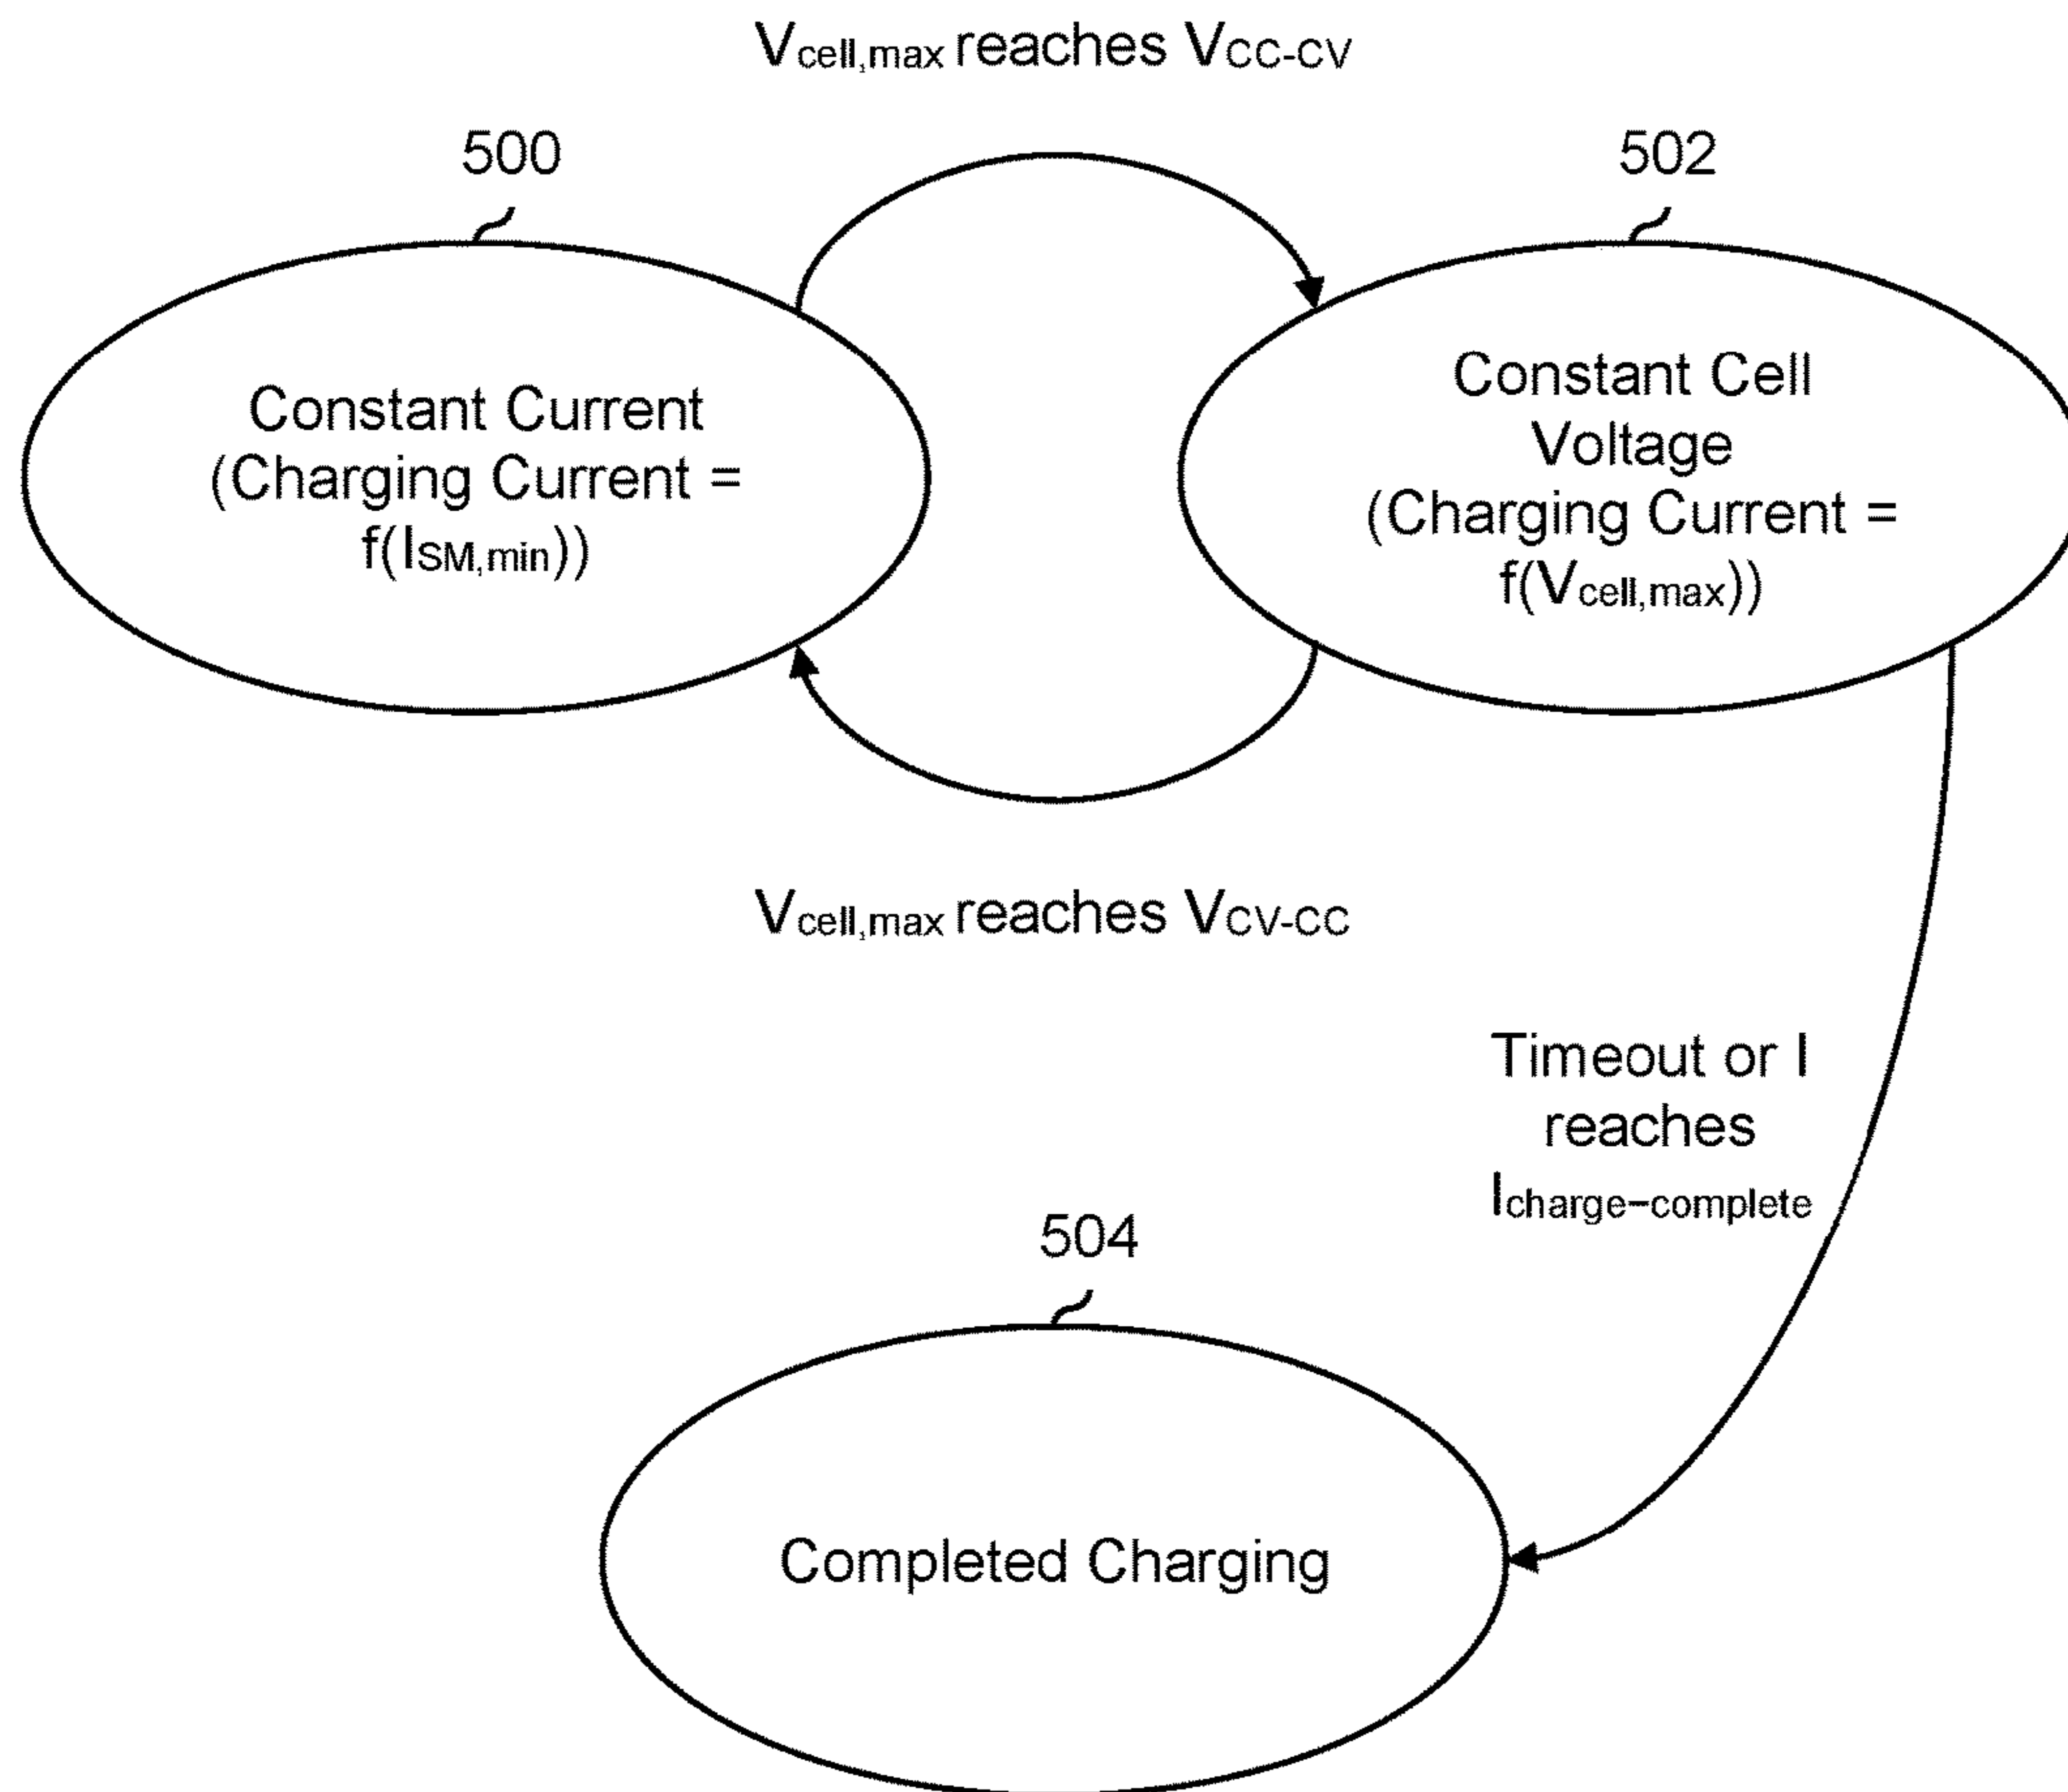 Vcell,max reaches VCC-CV
500
502
Constant Current
(Charging Current =
f(ISM,min))
Constant Cell
Voltage
(Charging Current =
f(Vcell,max))
Vcell,max reaches VCV-CC
Timeout or I
reaches
Icharge-complete
504
Completed Charging